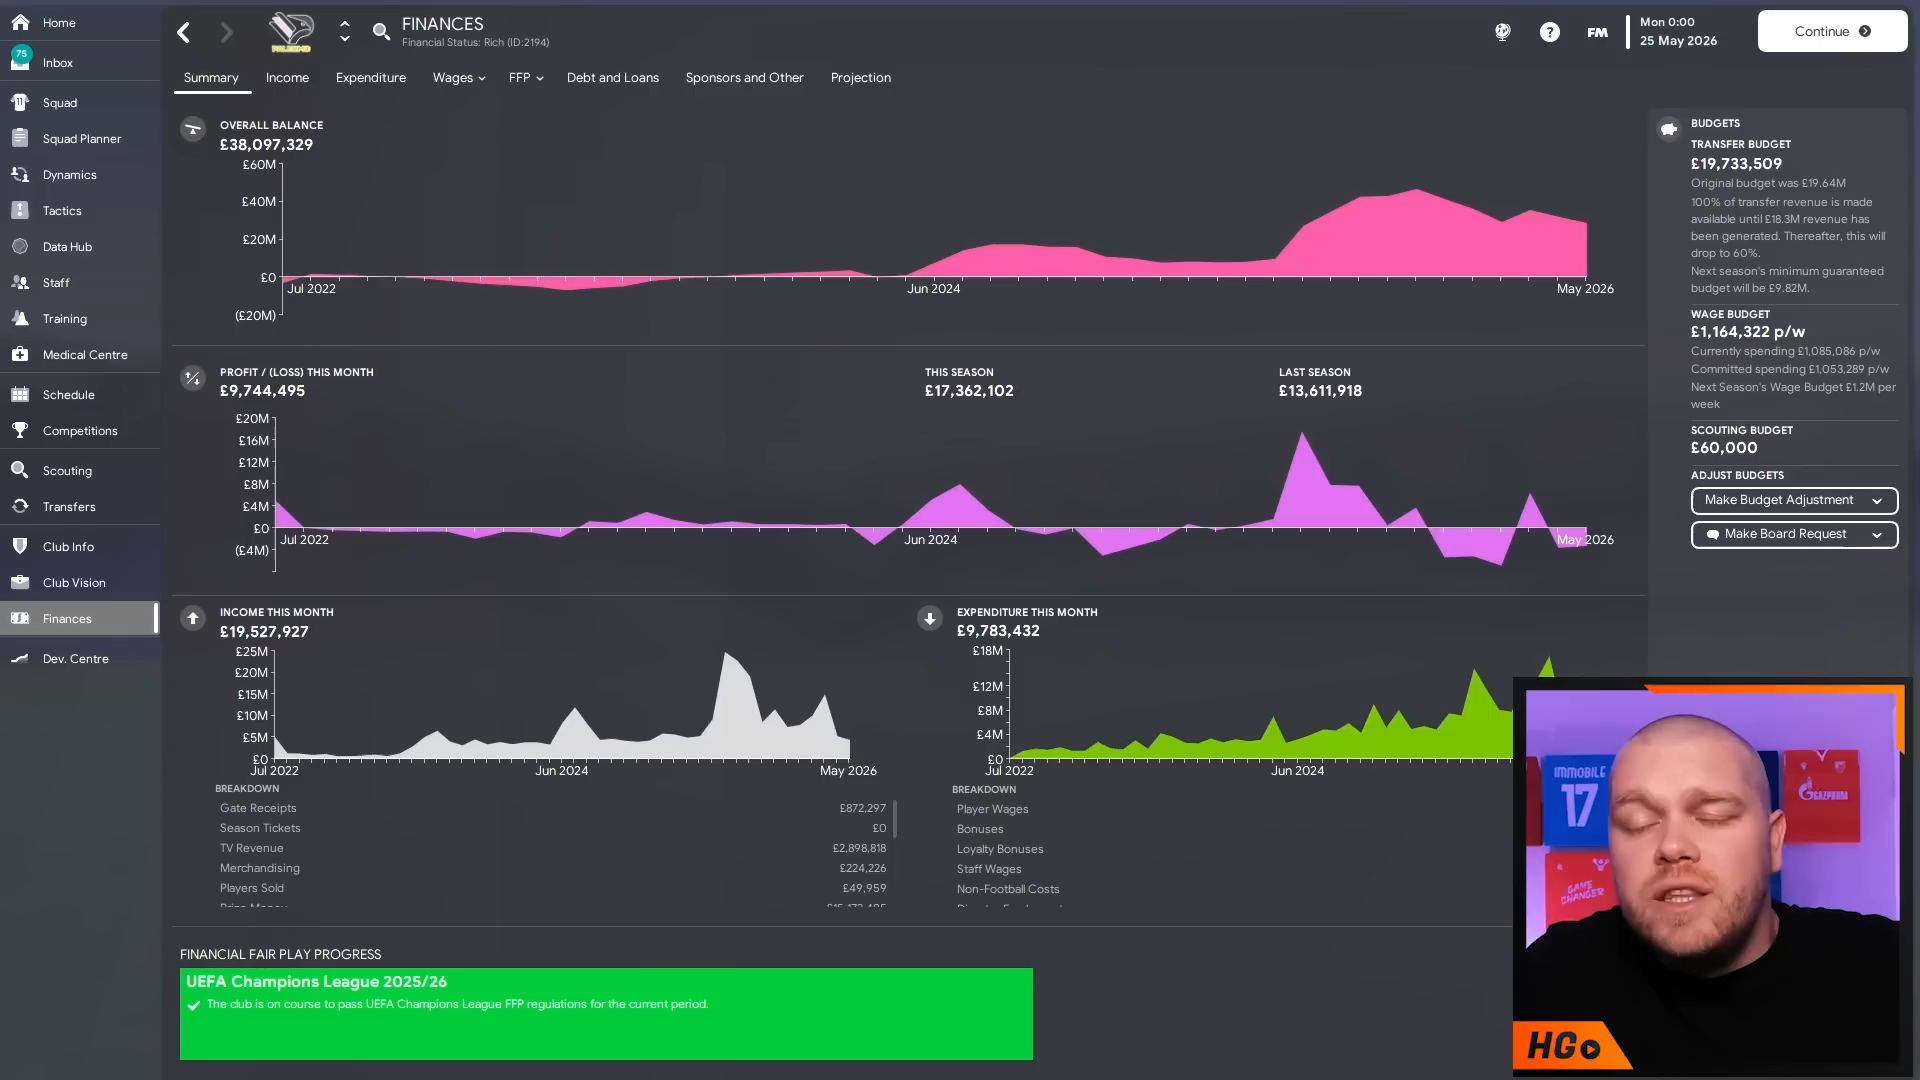 Home
75
Inbox
Squad
Squad Planner
Dynamics
Tactics
Data Hub
Staff
Training
Medical Centre
Schedule
Competitions
Scouting
Transfers
Club Info
Club Vision
Finances
Dev. Centre
PALERMO
FINANCES
Financial Status: Rich (ID:2194)
?
FM
Mon 0:00
25 May 2026
Continue
Summary
Income
Expenditure
Wages
FFP
Debt and Loans
Sponsors and Other
Projection
OVERALL BALANCE
£38,097,329
£60M
£40M
£20M
£0
(£20M)
Jul 2022
Jun 2024
May 2026
PROFIT / (LOSS) THIS MONTH
£9,744,495
THIS SEASON
£17,362,102
LAST SEASON
£13,611,918
£20M
£16M
£12M
£8M
£4M
£0
(£4M)
Jul 2022
Jun 2024
May 2026
INCOME THIS MONTH
£19,527,927
£25M
£20M
£15M
£10M
£5M
£0
Jul 2022
Jun 2024
May 2026
BREAKDOWN
Gate Receipts £872,297
Season Tickets £0
TV Revenue £2,898,818
Merchandising £224,226
Players Sold £49,959
EXPENDITURE THIS MONTH
£9,783,432
£18M
£12M
£8M
£4M
£0
Jul 2022
Jun 2024
BREAKDOWN
Player Wages
Bonuses
Loyalty Bonuses
Staff Wages
Non-Football Costs
FINANCIAL FAIR PLAY PROGRESS
UEFA Champions League 2025/26
The club is on course to pass UEFA Champions League FFP regulations for the current period.
BUDGETS
TRANSFER BUDGET
£19,733,509
Original budget was £19.64M
100% of transfer revenue is made
available until £18.3M revenue has
been generated. Thereafter, this will
drop to 60%.
Next season's minimum guaranteed
budget will be £9.82M.
WAGE BUDGET
£1,164,322 p/w
Currently spending £1,085,086 p/w
Committed spending £1,053,289 p/w
Next Season's Wage Budget £1.2M per
week
SCOUTING BUDGET
£60,000
ADJUST BUDGETS
Make Budget Adjustment
Make Board Request
IMMOBILE
17
GAZPROM
GAME
CHANGER
HG